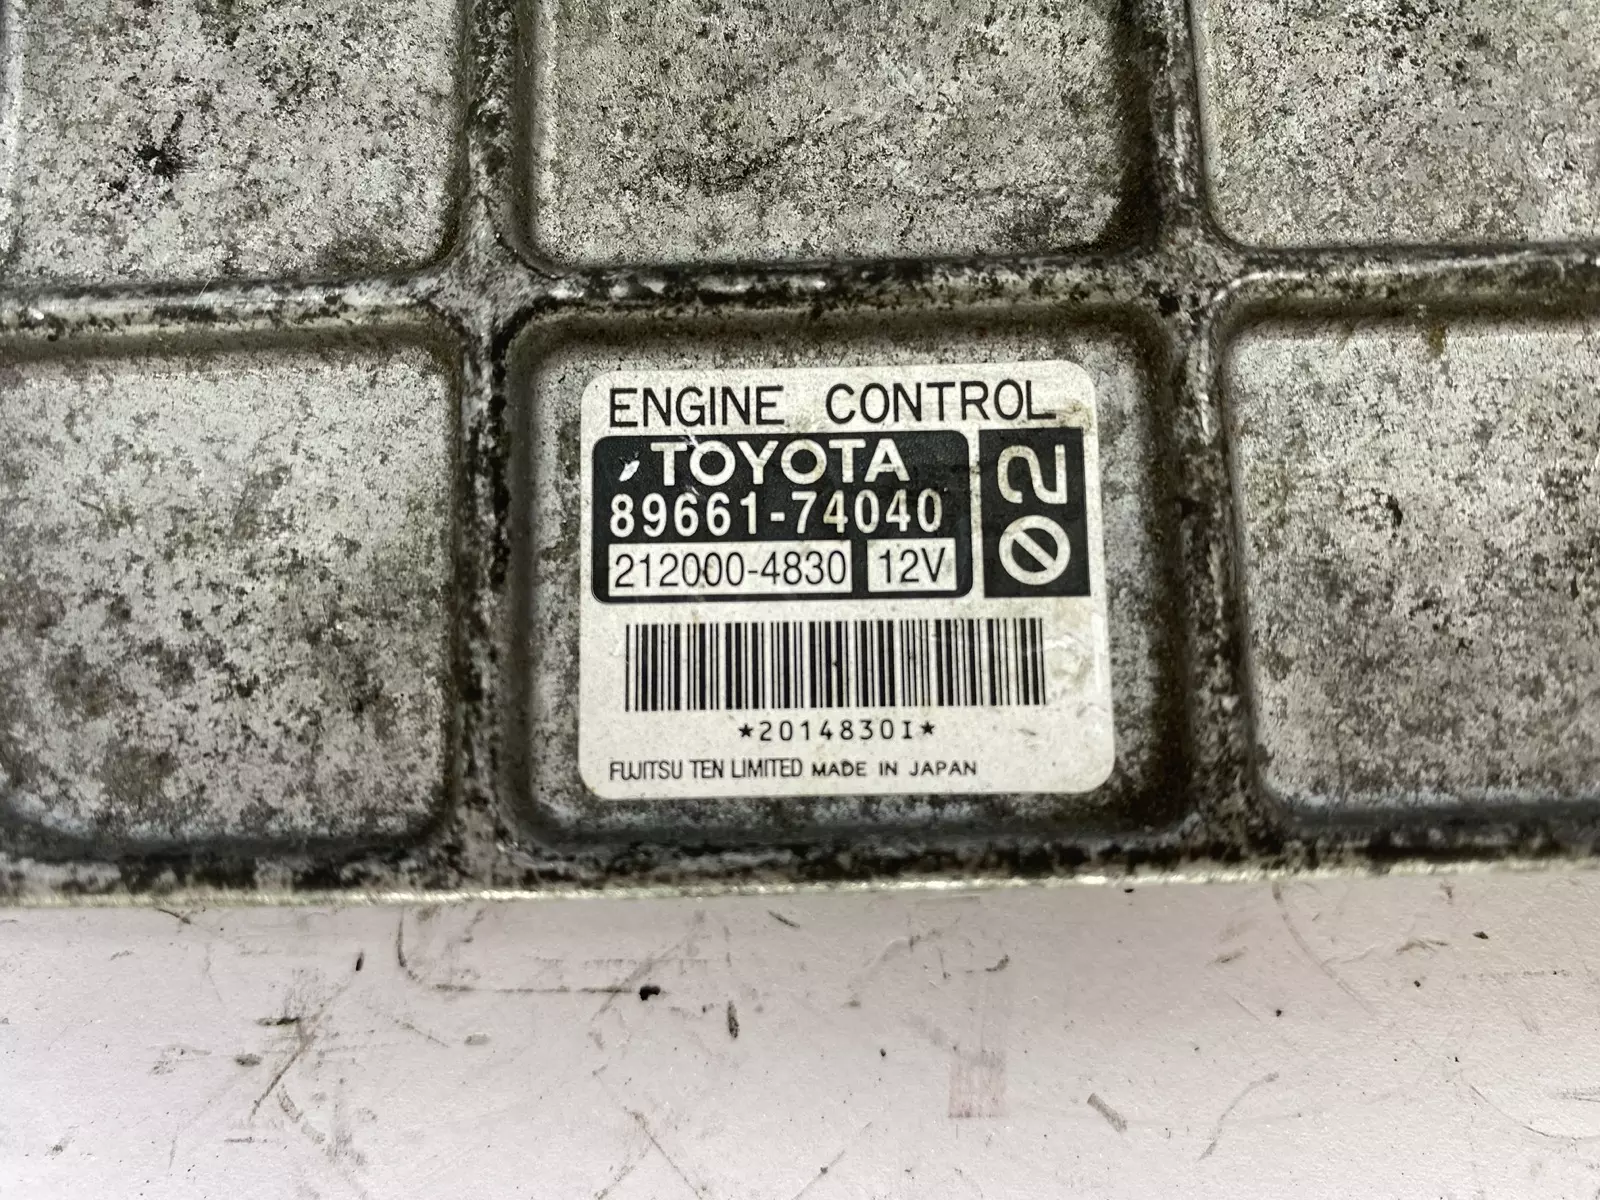 ENGINE CONTROL
TOYOTA
89661-74040
212000-4830 12V
02
*2014830I*
FUJITSU TEN LIMITED MADE IN JAPAN